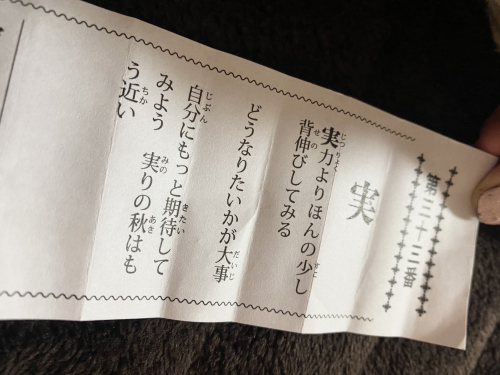 第三十三番
実
実力よりほんの少し
背伸びしてみる
どうなりたいかが大事
自分にもっと期待して
みよう 実りの秋はも
う近い